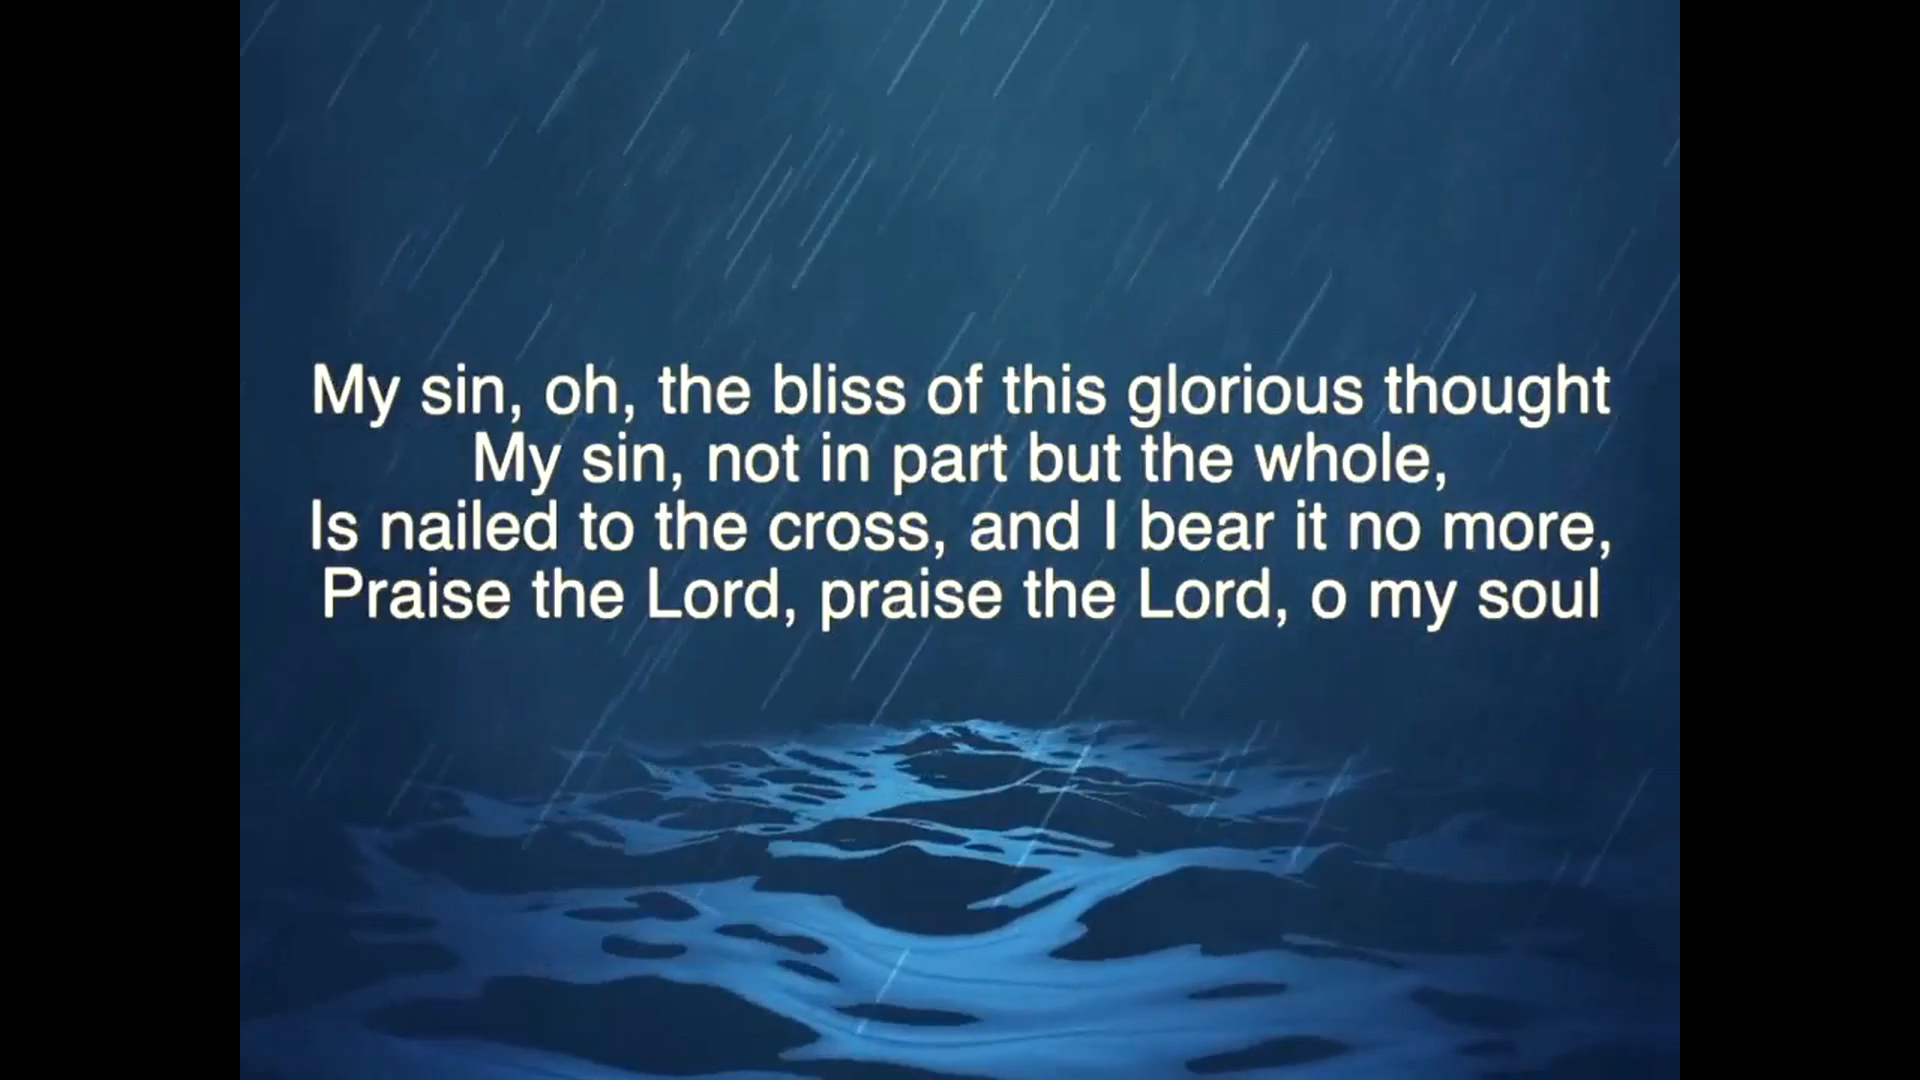 My sin, oh, the bliss of this glorious thought
My sin, not in part but the whole,
Is nailed to the cross, and I bear it no more,
Praise the Lord, praise the Lord, o my soul